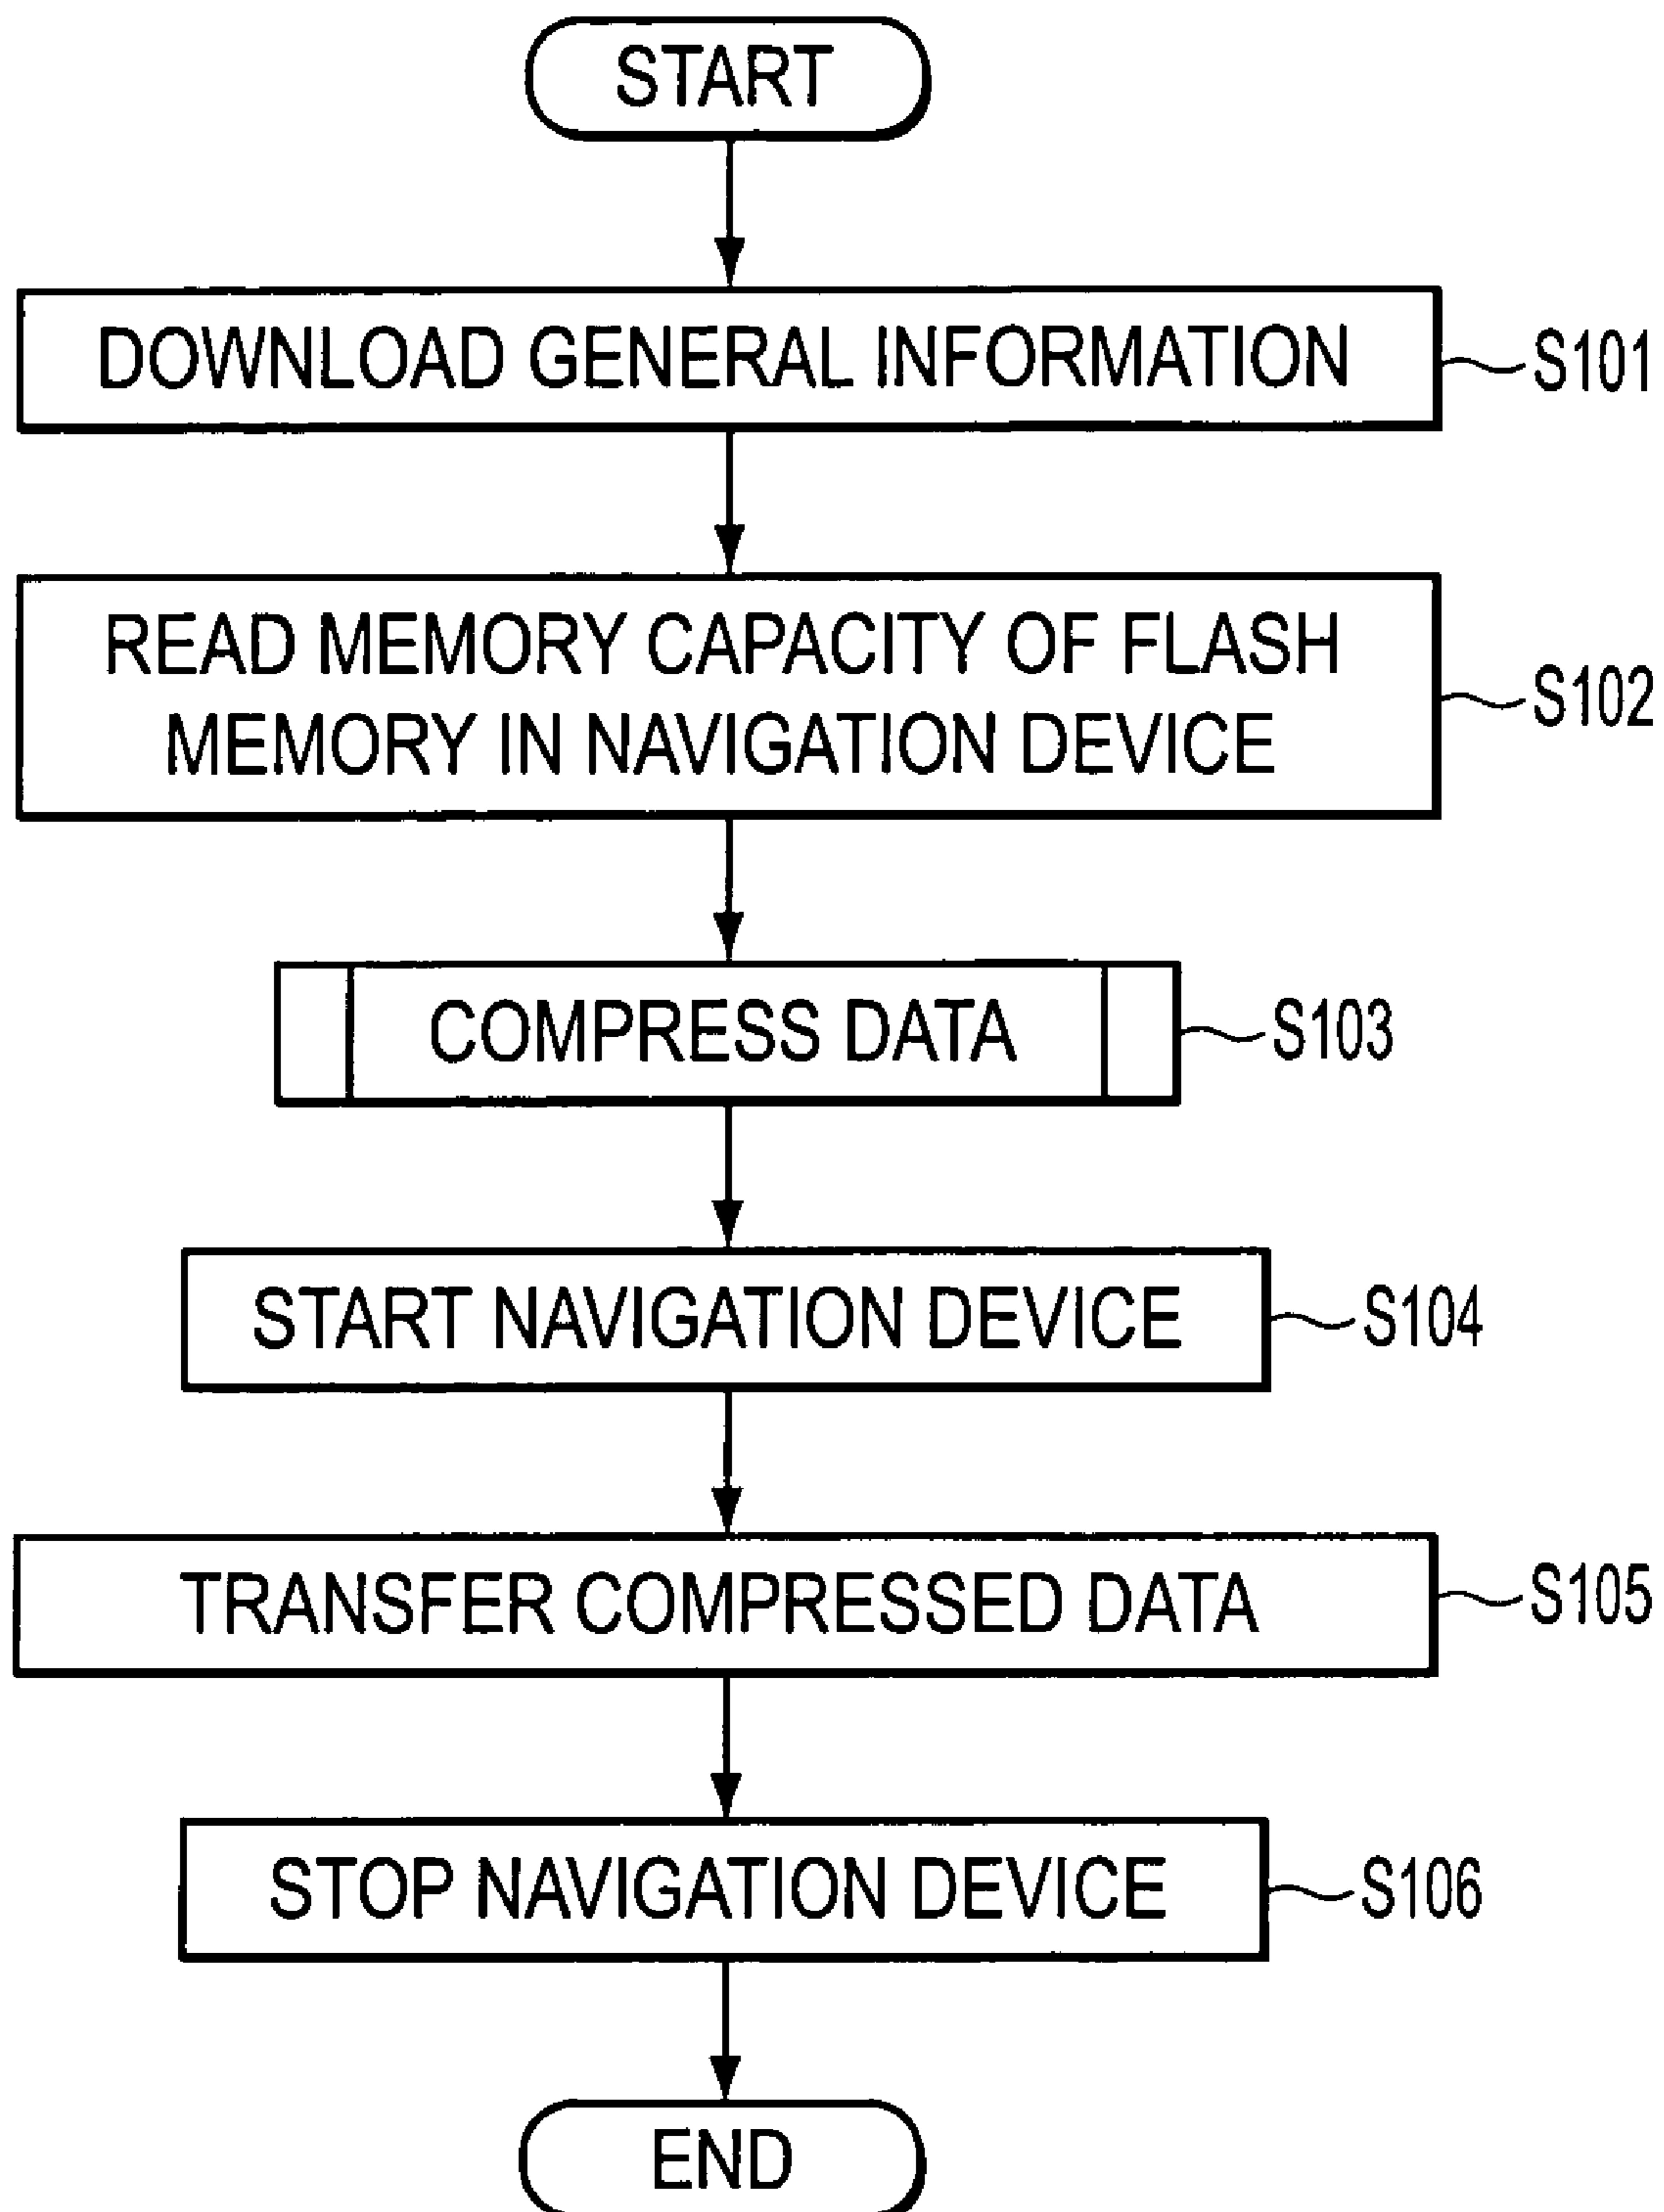 START
DOWNLOAD GENERAL INFORMATION
S101
READ MEMORY CAPACITY OF FLASH
MEMORY IN NAVIGATION DEVICE
S102
COMPRESS DATA
S103
START NAVIGATION DEVICE
S104
TRANSFER COMPRESSED DATA
S105
STOP NAVIGATION DEVICE
S106
END